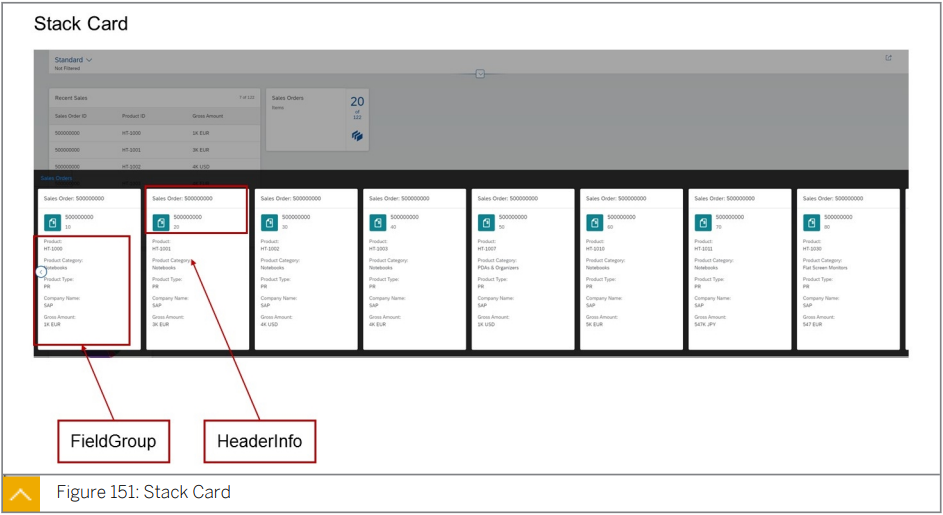 Stack Card
Standard
Not Filtered
Recent Sales
Sales Order ID Product ID Gross Amount
500000000 HT-1000 1K EUR
500000000 HT-1001 3K EUR
500000000 HT-1002 4K USD
Sales Orders
Items
20
of
122
Sales Orders
Sales Order: 500000000
500000000
10
Product:
HT-1000
Product Category:
Notebooks
Product Type:
PR
Company Name:
SAP
Gross Amount:
1K EUR
Sales Order: 500000000
500000000
20
Product:
HT-1001
Product Category:
Notebooks
Product Type:
PR
Company Name:
SAP
Gross Amount:
3K EUR
Sales Order: 500000000
500000000
30
Product:
HT-1002
Product Category:
Notebooks
Product Type:
PR
Company Name:
SAP
Gross Amount:
4K USD
Sales Order: 500000000
500000000
40
Product:
HT-1003
Product Category:
Notebooks
Product Type:
PR
Company Name:
SAP
Gross Amount:
4K EUR
Sales Order: 500000000
500000000
50
Product:
HT-1007
Product Category:
PDAs & Organizers
Product Type:
PR
Company Name:
SAP
Gross Amount:
1K USD
Sales Order: 500000000
500000000
60
Product:
HT-1010
Product Category:
Notebooks
Product Type:
PR
Company Name:
SAP
Gross Amount:
5K EUR
Sales Order: 500000000
500000000
70
Product:
HT-1011
Product Category:
Notebooks
Product Type:
PR
Company Name:
SAP
Gross Amount:
547K JPY
Sales Order: 500000000
500000000
80
Product:
HT-1030
Product Category:
Flat Screen Monitors
Product Type:
PR
Company Name:
SAP
Gross Amount:
547 EUR
FieldGroup
HeaderInfo
Figure 151: Stack Card